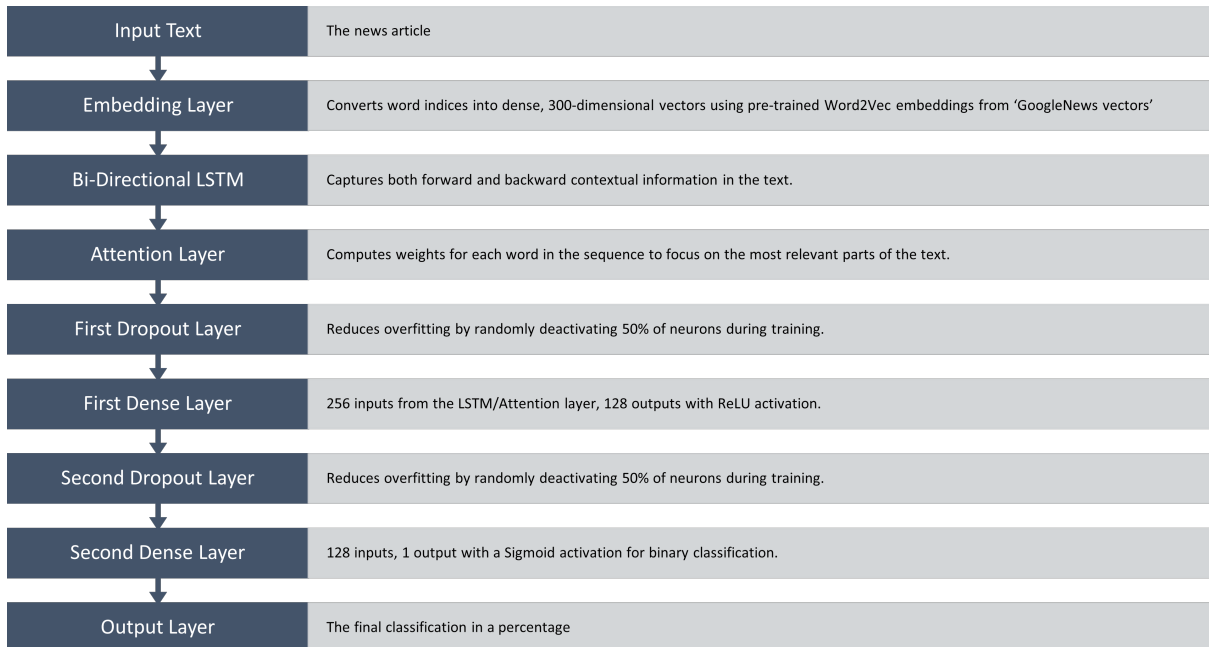 Input Text
The news article
Embedding Layer
Converts word indices into dense, 300-dimensional vectors using pre-trained Word2Vec embeddings from ‘GoogleNews vectors’
Bi-Directional LSTM
Captures both forward and backward contextual information in the text.
Attention Layer
Computes weights for each word in the sequence to focus on the most relevant parts of the text.
First Dropout Layer
Reduces overfitting by randomly deactivating 50% of neurons during training.
First Dense Layer
256 inputs from the LSTM/Attention layer, 128 outputs with ReLU activation.
Second Dropout Layer
Reduces overfitting by randomly deactivating 50% of neurons during training.
Second Dense Layer
128 inputs, 1 output with a Sigmoid activation for binary classification.
Output Layer
The final classification in a percentage